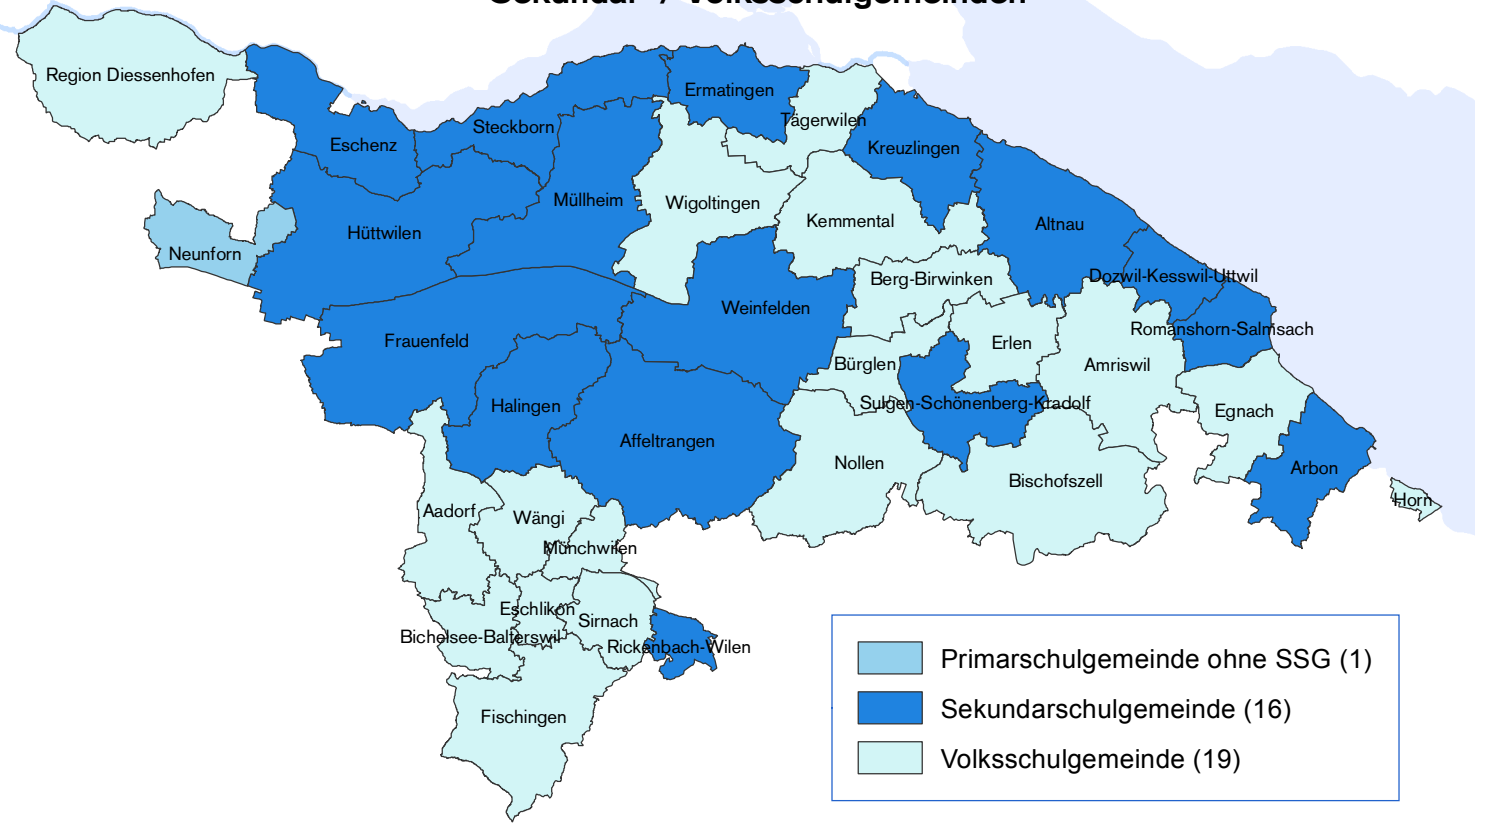 Sekundar- / Volksschulgemeinden
Region Diessenhofen
Ermatingen
Tägerwilen
Steckborn
Eschenz
Kreuzlingen
Müllheim
Wigoltingen
Kemmental
Altnau
Hüttwilen
Neunforn
Berg-Birwinken
Dozwil-Kesswil-Uttwil
Weinfelden
Romanshorn-Salmsach
Frauenfeld
Erlen
Bürglen
Amriswil
Halingen
Sulgen-Schönenberg-Kradolf
Egnach
Affeltrangen
Nollen
Arbon
Bischofszell
Horn
Aadorf
Wängi
Münchwilen
Eschlikon
Sirnach
Bichelsee-Balterswil
Rickenbach-Wilen
Fischingen
Primarschulgemeinde ohne SSG (1)
Sekundarschulgemeinde (16)
Volksschulgemeinde (19)